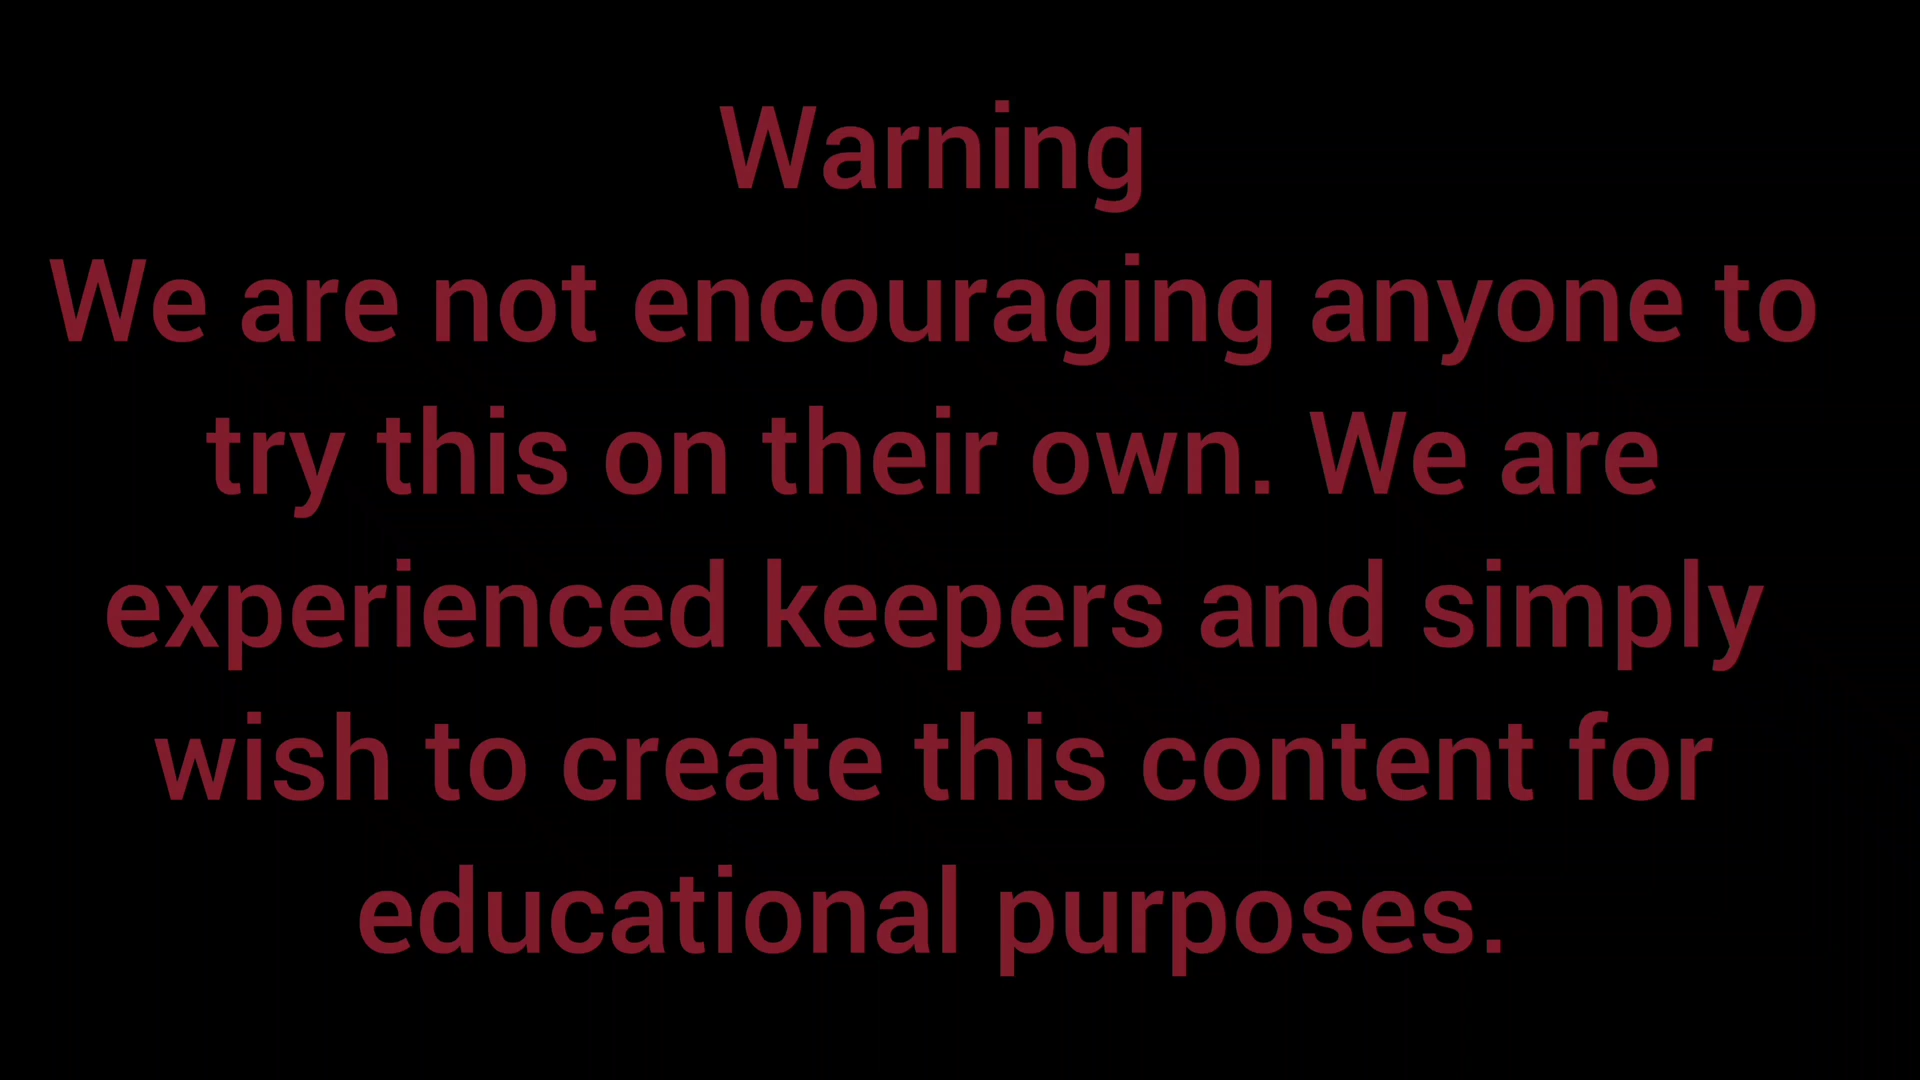 Warning
We are not encouraging anyone to
try this on their own. We are
experienced keepers and simply
wish to create this content for
educational purposes.